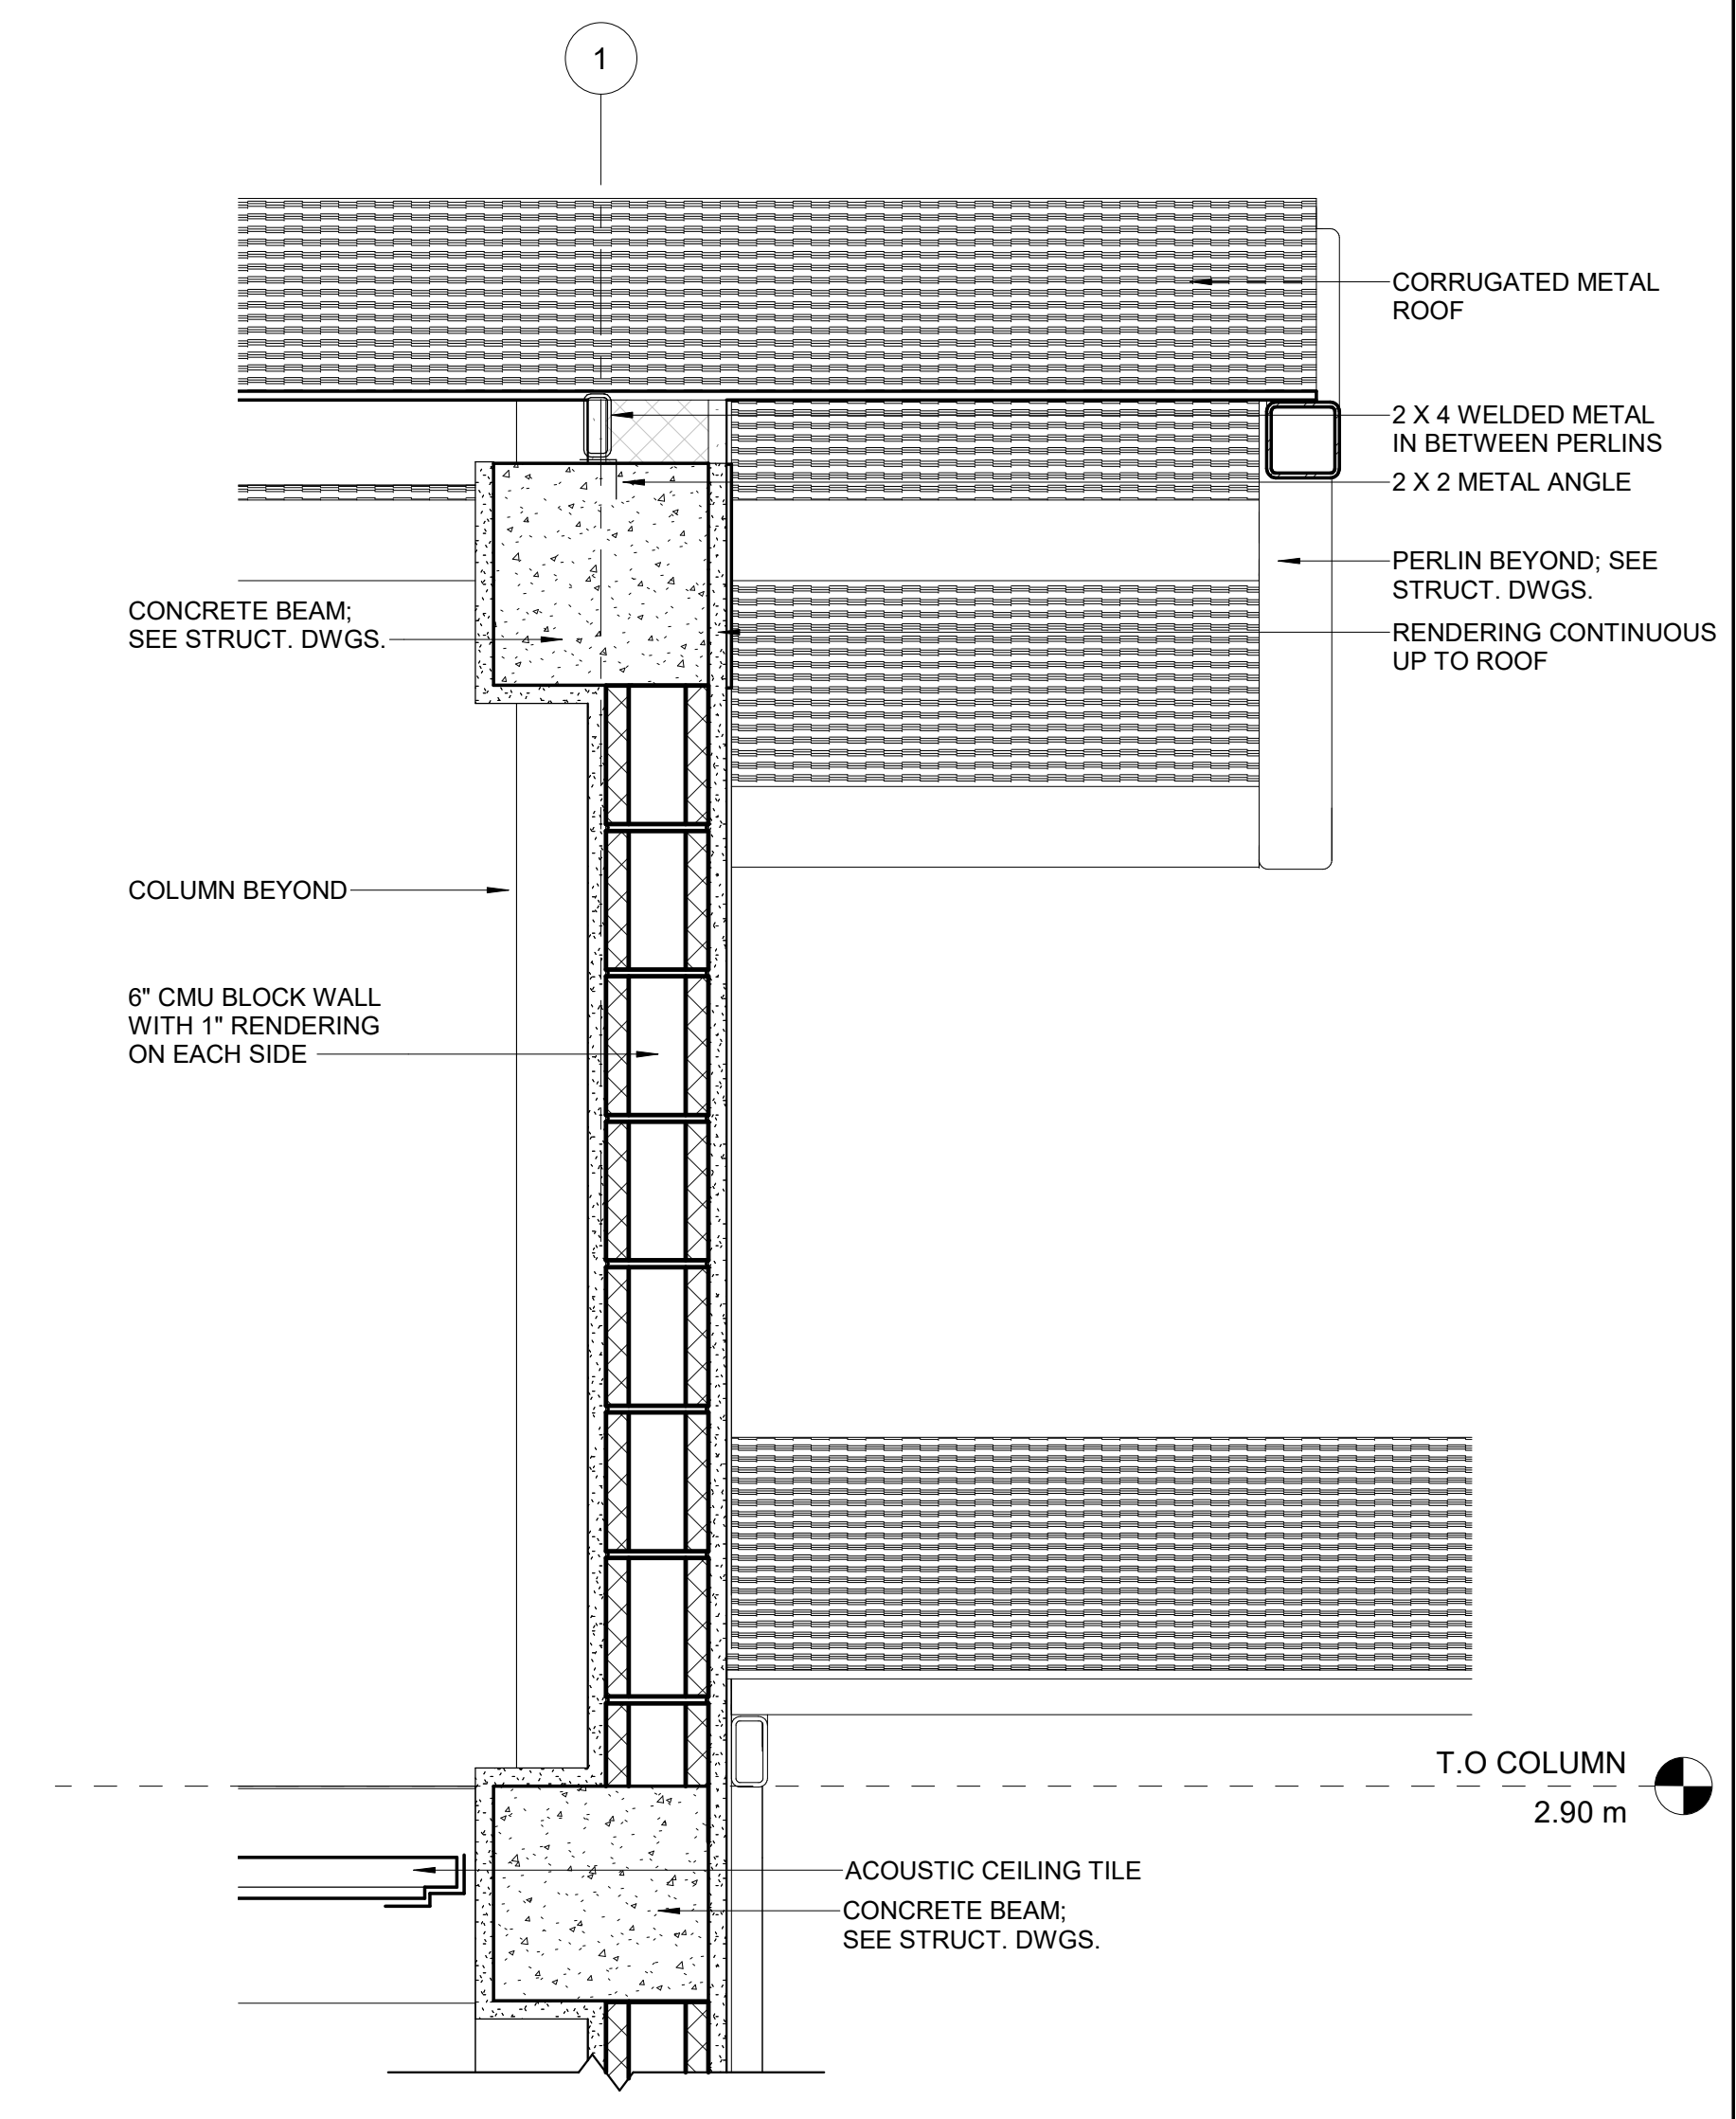 1
CORRUGATED METAL
ROOF
2 X 4 WELDED METAL
IN BETWEEN PERLINS
2 X 2 METAL ANGLE
PERLIN BEYOND; SEE
STRUCT. DWGS.
CONCRETE BEAM;
SEE STRUCT. DWGS.
RENDERING CONTINUOUS
UP TO ROOF
COLUMN BEYOND
6" CMU BLOCK WALL
WITH 1" RENDERING
ON EACH SIDE
T.O COLUMN
2.90 m
ACOUSTIC CEILING TILE
CONCRETE BEAM;
SEE STRUCT. DWGS.